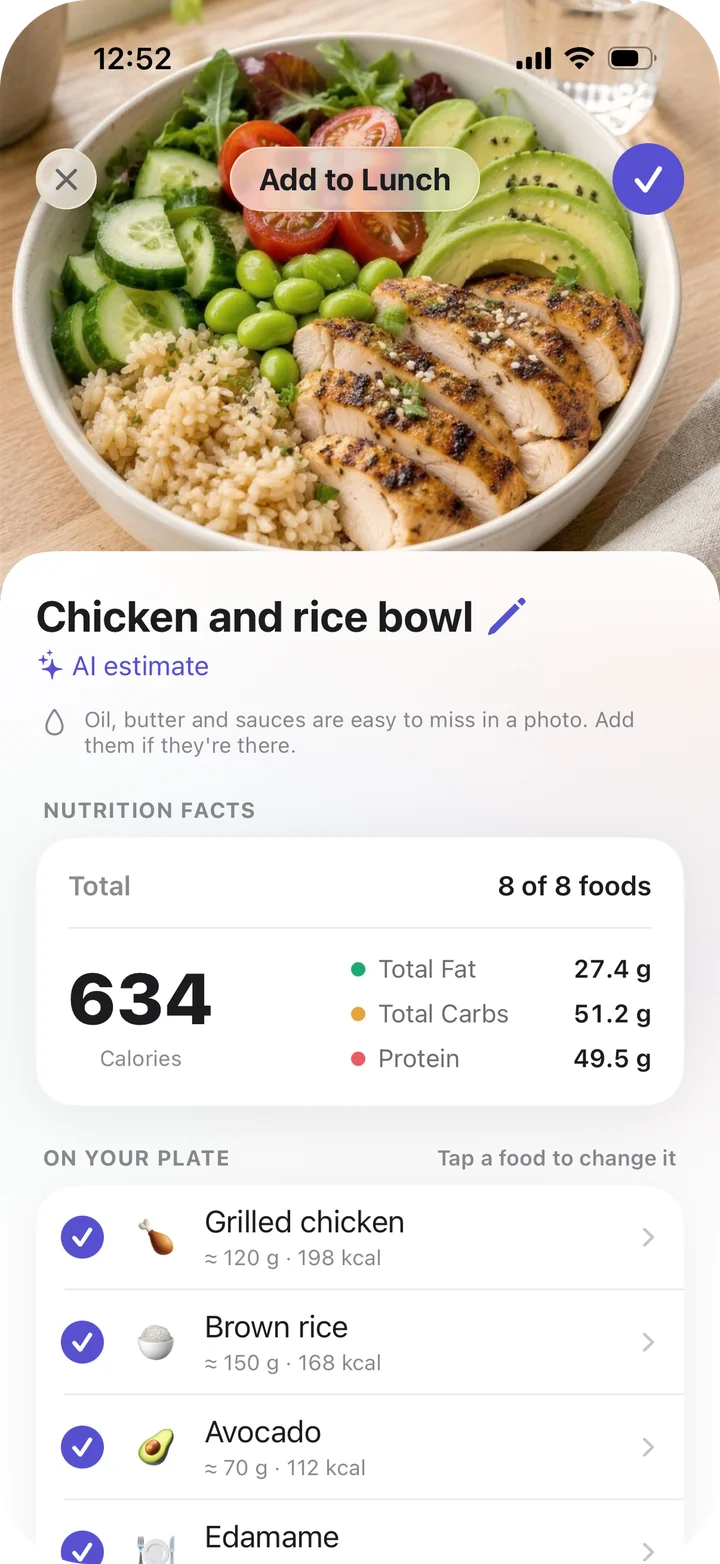 12:52
Add to Lunch
Chicken and rice bowl
AI estimate
Oil, butter and sauces are easy to miss in a photo. Add
them if they're there.
NUTRITION FACTS
Total
8 of 8 foods
634
Calories
Total Fat
27.4 g
Total Carbs
51.2 g
Protein
49.5 g
ON YOUR PLATE
Tap a food to change it
Grilled chicken
≈ 120 g · 198 kcal
Brown rice
≈ 150 g · 168 kcal
Avocado
≈ 70 g · 112 kcal
Edamame